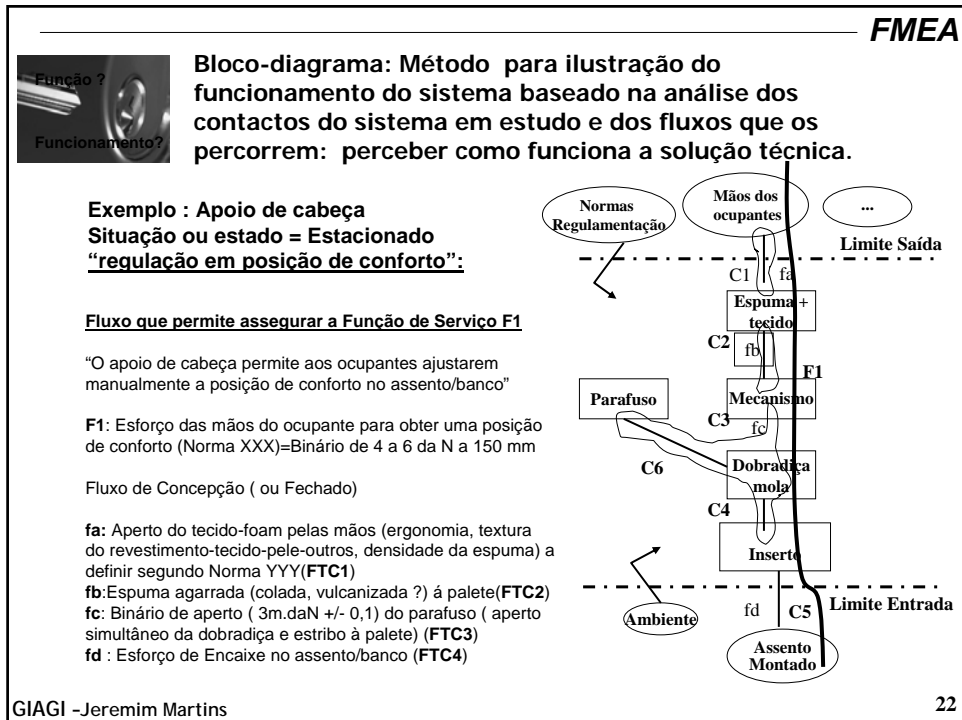 FMEA
Função ?
Funcionamento?
Bloco-diagrama: Método para ilustração do
funcionamento do sistema baseado na análise dos
contactos do sistema em estudo e dos fluxos que os
percorrem: perceber como funciona a solução técnica.
Exemplo : Apoio de cabeça
Situação ou estado = Estacionado
“regulação em posição de conforto”:
Fluxo que permite assegurar a Função de Serviço F1
“O apoio de cabeça permite aos ocupantes ajustarem
manualmente a posição de conforto no assento/banco”
F1: Esforço das mãos do ocupante para obter uma posição
de conforto (Norma XXX)=Binário de 4 a 6 da N a 150 mm
Fluxo de Concepção ( ou Fechado)
fa: Aperto do tecido-foam pelas mãos (ergonomia, textura
do revestimento-tecido-pele-outros, densidade da espuma) a
definir segundo Norma YYY(FTC1)
fb:Espuma agarrada (colada, vulcanizada ?) á palete(FTC2)
fc: Binário de aperto ( 3m.daN +/- 0,1) do parafuso ( aperto
simultâneo da dobradiça e estribo à palete) (FTC3)
fd : Esforço de Encaixe no assento/banco (FTC4)
Normas
Regulamentação
Mãos dos
ocupantes
...
Limite Saída
C1
fa
Espuma +
tecido
C2
fb
F1
Parafuso
Mecanismo
C3
fc
C6
Dobradiça
mola
C4
Inserto
Ambiente
fd
C5
Limite Entrada
Assento
Montado
GIAGI –Jeremim Martins
22